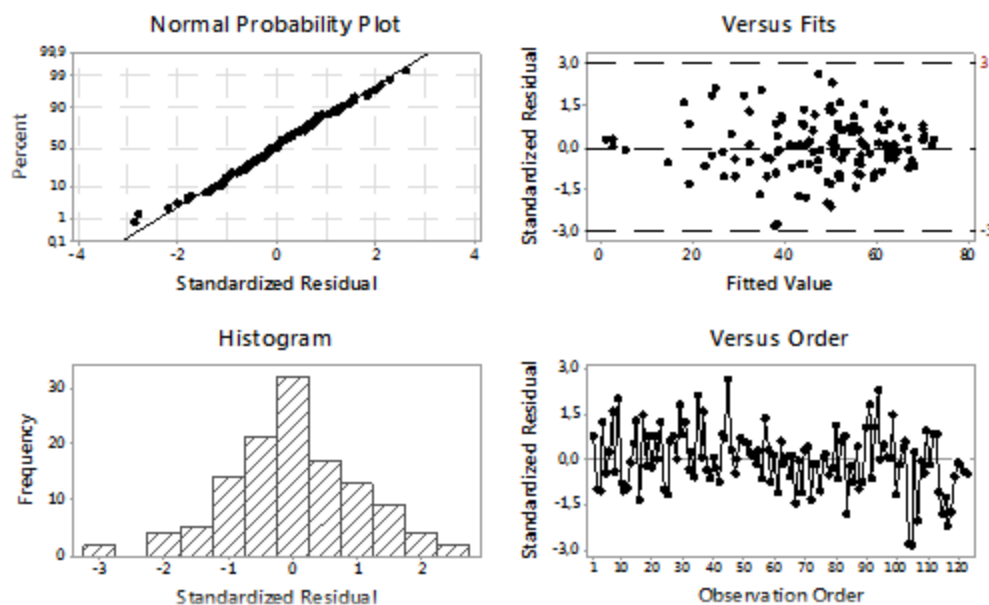 Normal Probability Plot
99,9
99
90
50
10
1
0,1
Percent
-4 -2 0 2 4
Standardized Residual
Versus Fits
3,0
1,5
0,0
-1,5
-3,0
3
-3
Standardized Residual
0 20 40 60 80
Fitted Value
Histogram
30
20
10
0
Frequency
-3 -2 -1 0 1 2
Standardized Residual
Versus Order
3,0
1,5
0,0
-1,5
-3,0
Standardized Residual
1 10 20 30 40 50 60 70 80 90 100 110 120
Observation Order